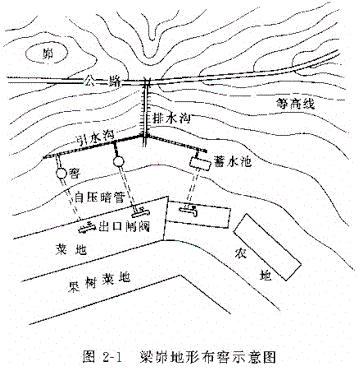 峁
公路
排水沟
等高线
引水沟
窖
蓄水池
自压暗管
出口闸阀
菜地
果树菜地
农地
图 2-1 梁峁地形布窖示意图